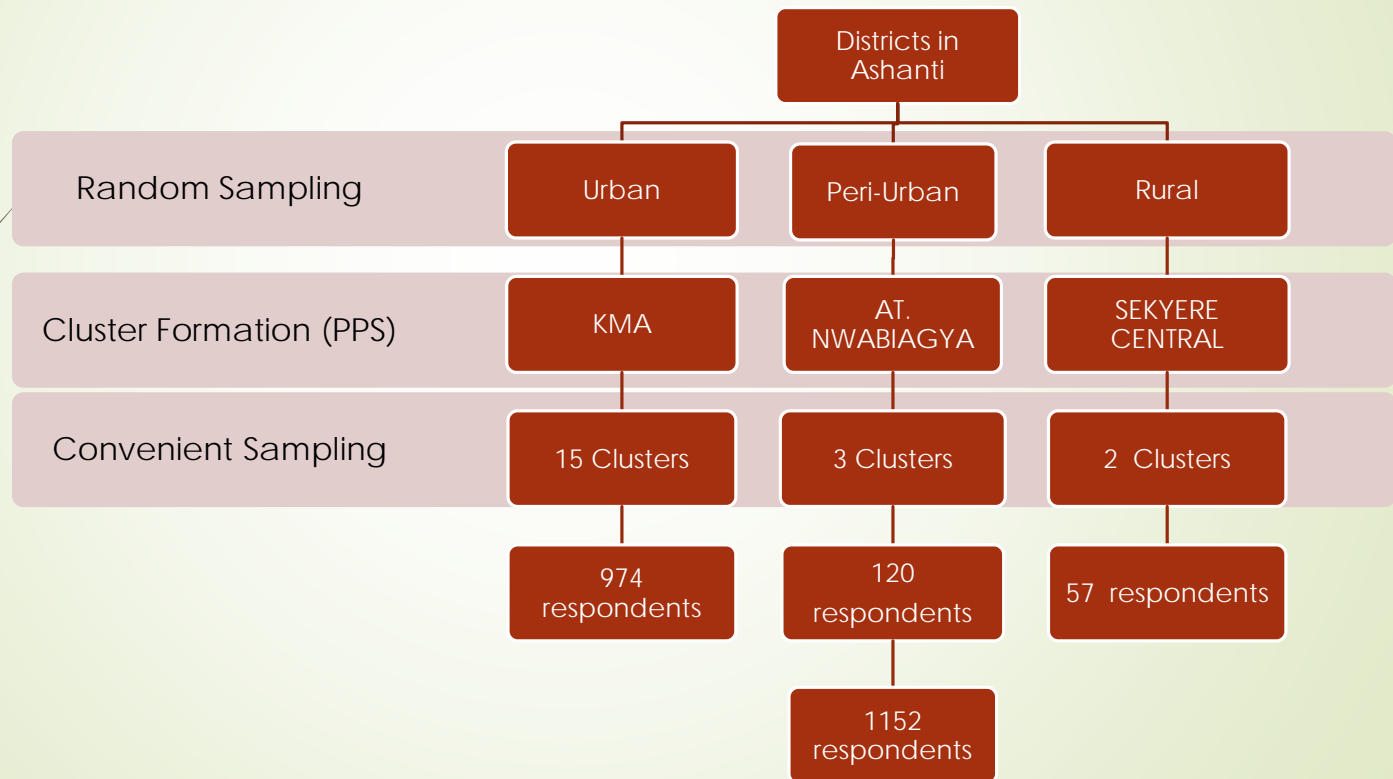 Districts in
Ashanti
Random Sampling
Urban
Peri-Urban
Rural
Cluster Formation (PPS)
KMA
AT.
NWABIAGYA
SEKYERE
CENTRAL
Convenient Sampling
15 Clusters
3 Clusters
2 Clusters
974
respondents
120
respondents
57 respondents
1152
respondents